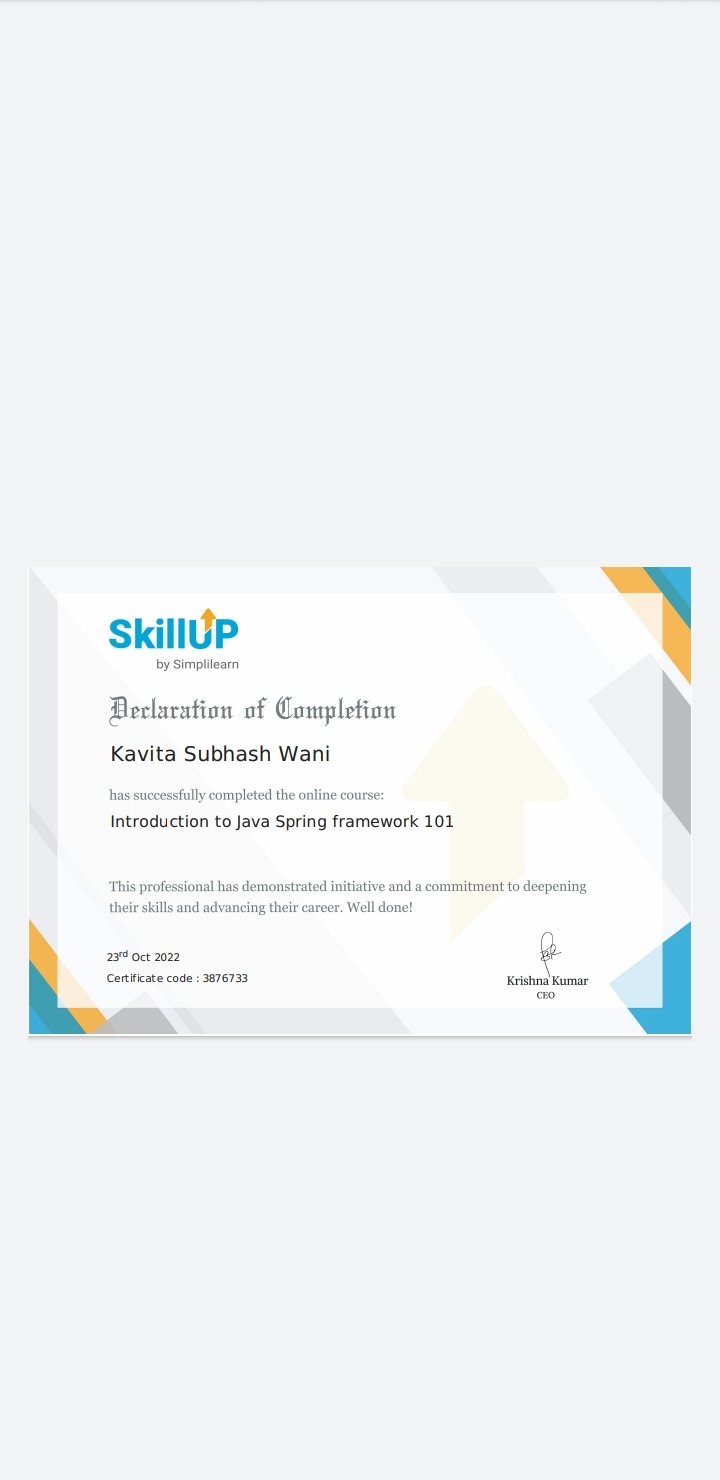 SkillUP
by Simplilearn
Declaration of Completion
Kavita Subhash Wani
has successfully completed the online course:
Introduction to Java Spring framework 101
This professional has demonstrated initiative and a commitment to deepening
their skills and advancing their career. Well done!
23rd Oct 2022
Certificate code : 3876733
Krishna Kumar
CEO